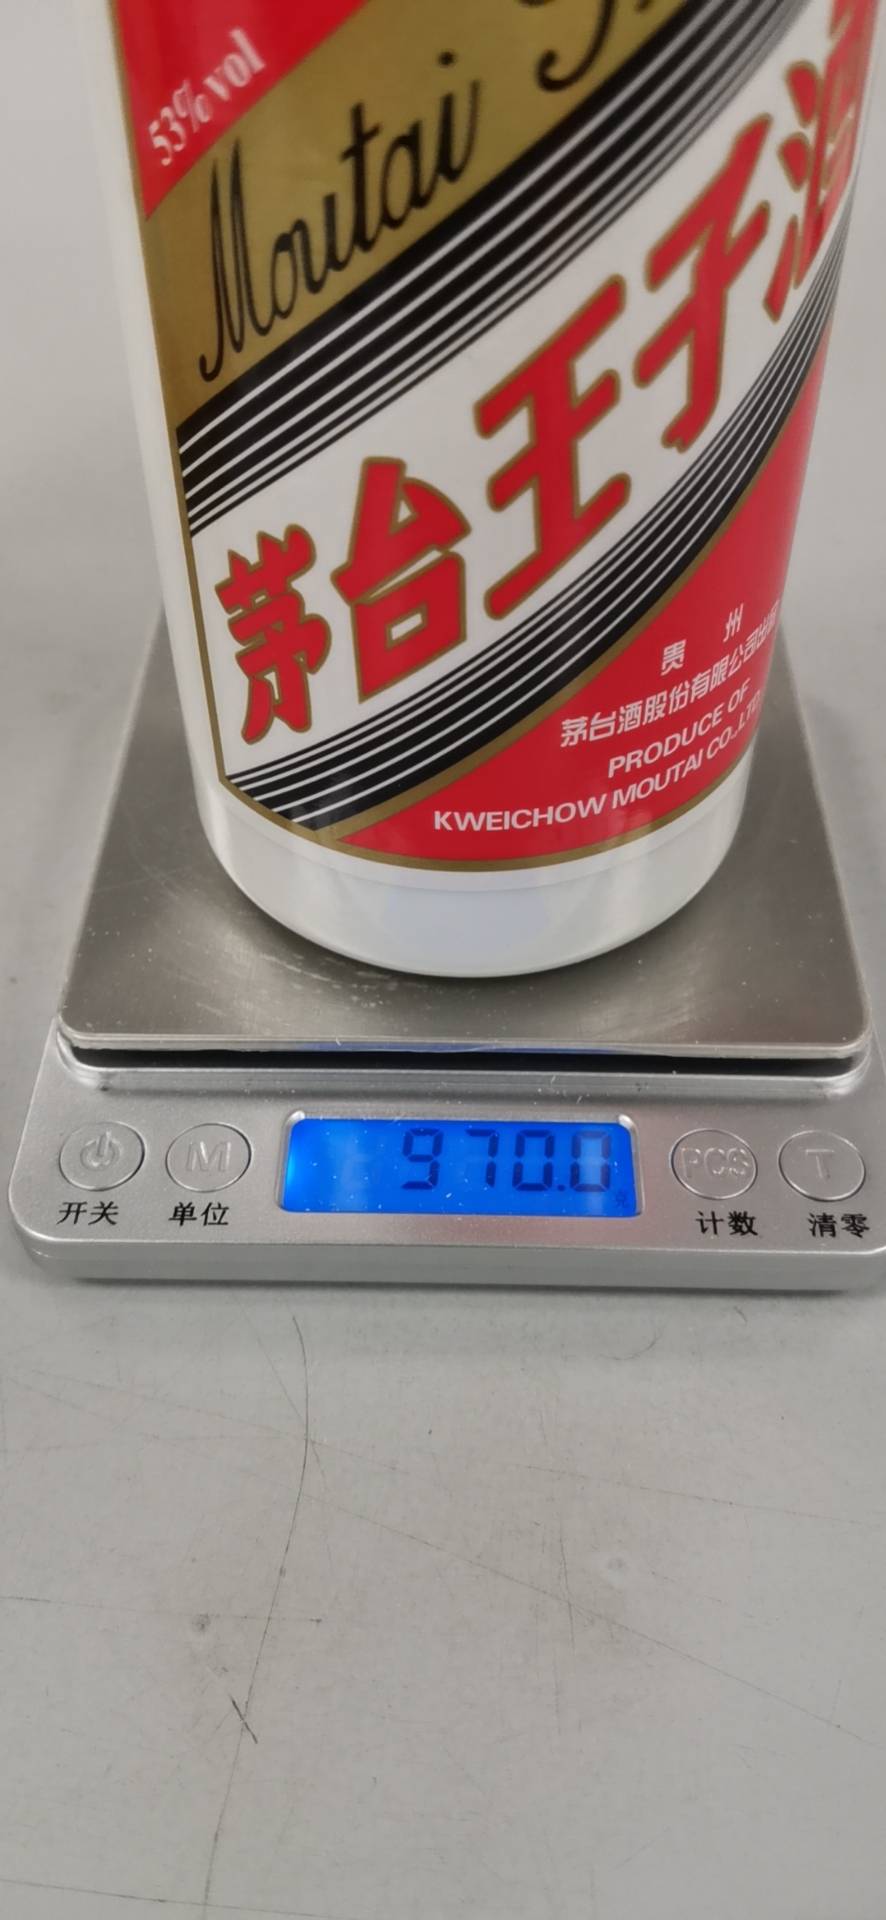 53%vol
Moutai
茅台王子酒
贵 州
茅台酒股份有限公司出品
PRODUCE OF
KWEICHOW MOUTAI CO.,LTD.
970.0
M
PCS
T
开关
单位
计数
清零